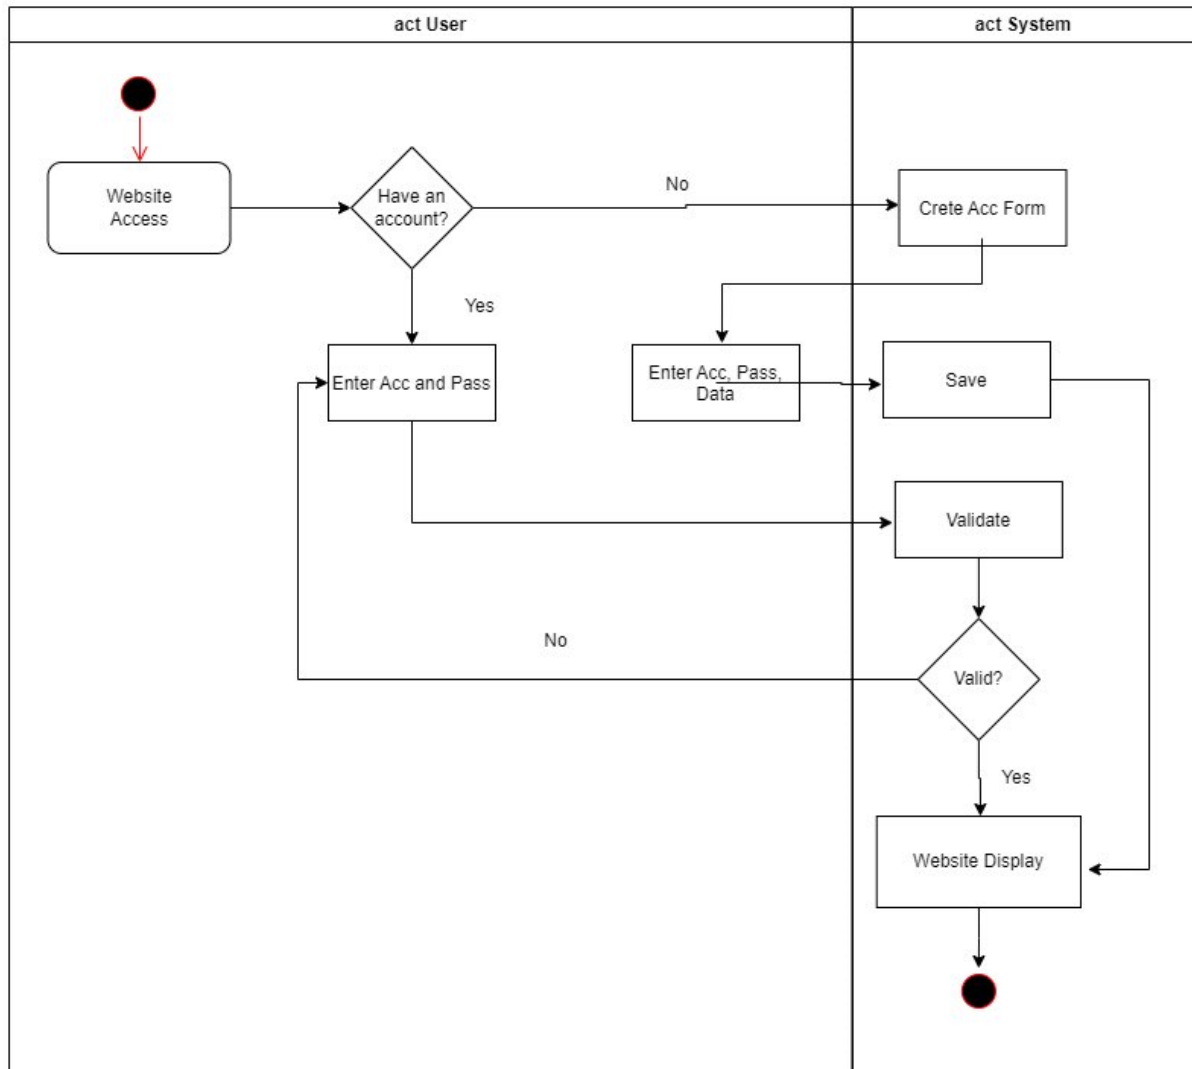 act User
act System
Website
Access
Have an
account?
No
Crete Acc Form
Yes
Enter Acc and Pass
Enter Acc, Pass,
Data
Save
Validate
No
Valid?
Yes
Website Display